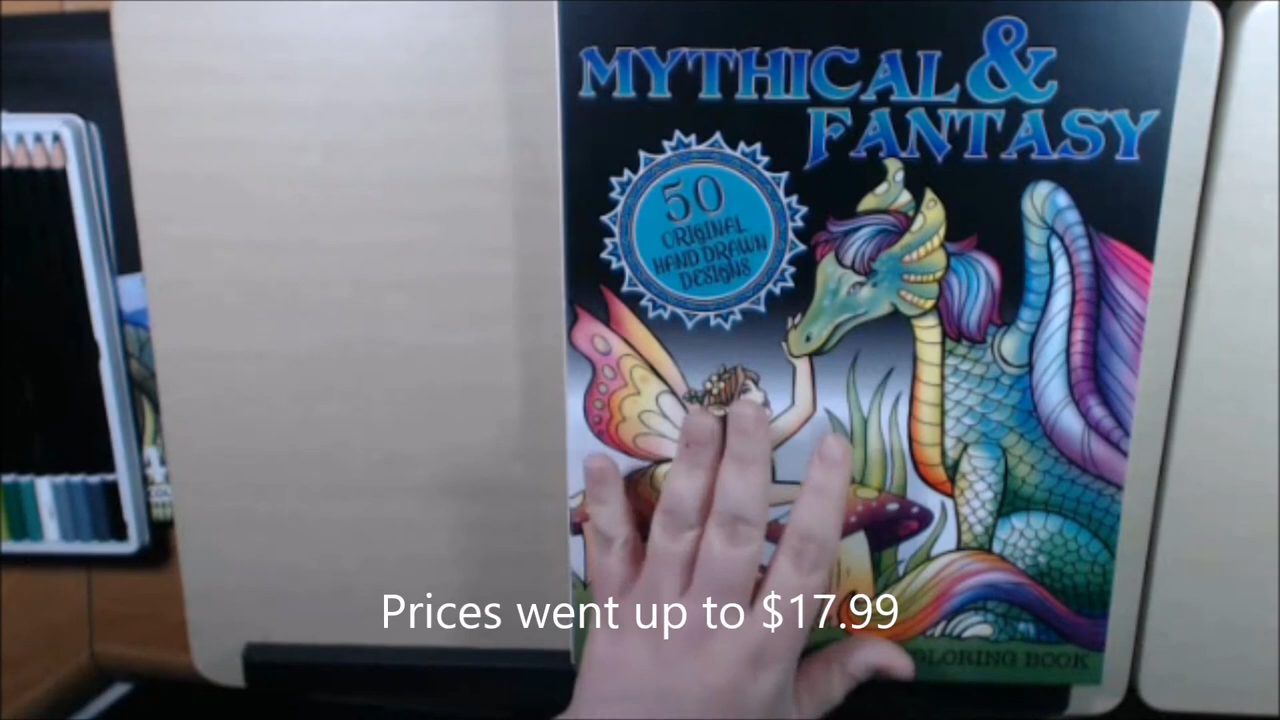 MYTHICAL &
FANTASY
50
ORIGINAL
HAND DRAWN
DESIGNS
Prices went up to $17.99
COLORING BOOK